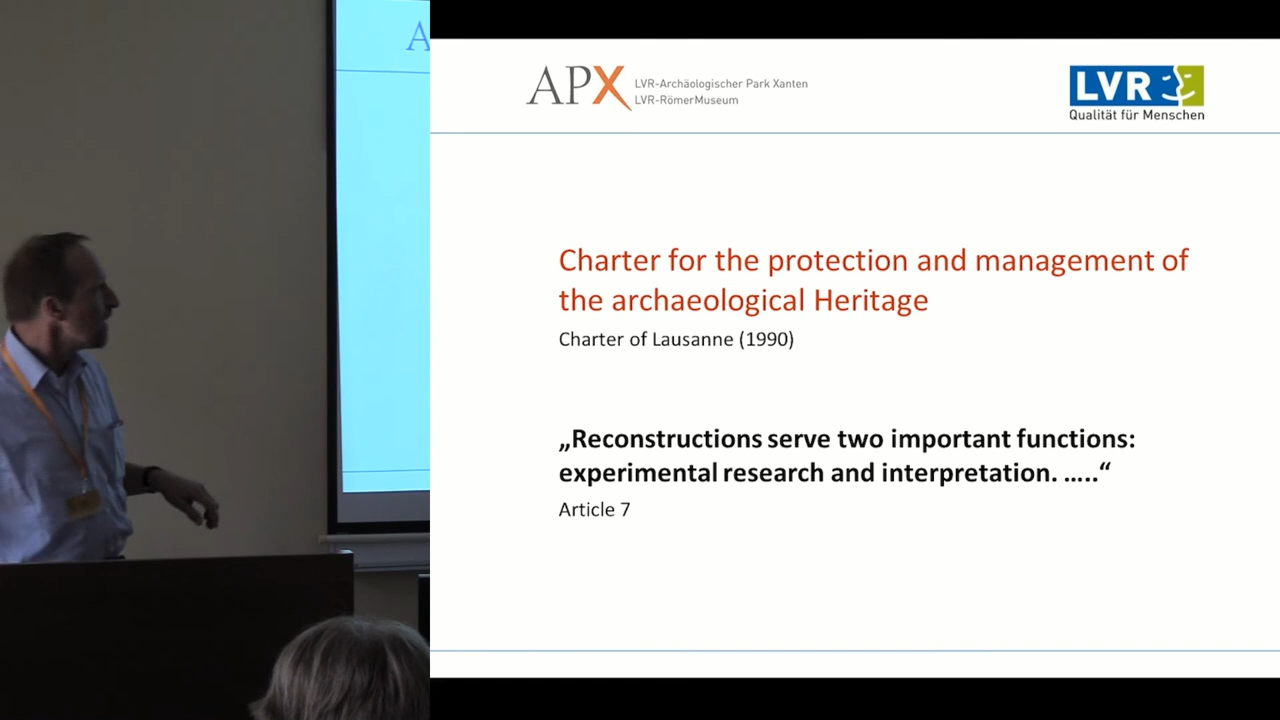 A
APX
LVR-Archäologischer Park Xanten
LVR-RömerMuseum
LVR
Qualität für Menschen
Charter for the protection and management of
the archaeological Heritage
Charter of Lausanne (1990)
„Reconstructions serve two important functions:
experimental research and interpretation. …..“
Article 7